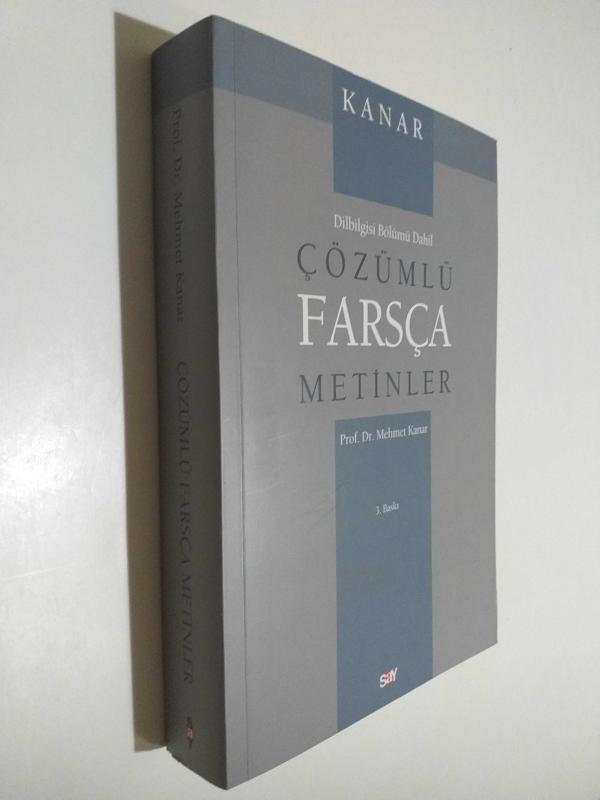 KANAR
Dilbilgisi Bölümü Dahil
ÇÖZÜMLÜ
FARSÇA
METİNLER
Prof. Dr. Mehmet Kanar
3. Baskı
SAY
Prof. Dr. Mehmet Kanar
ÇÖZÜMLÜ FARSÇA METİNLER
SAY